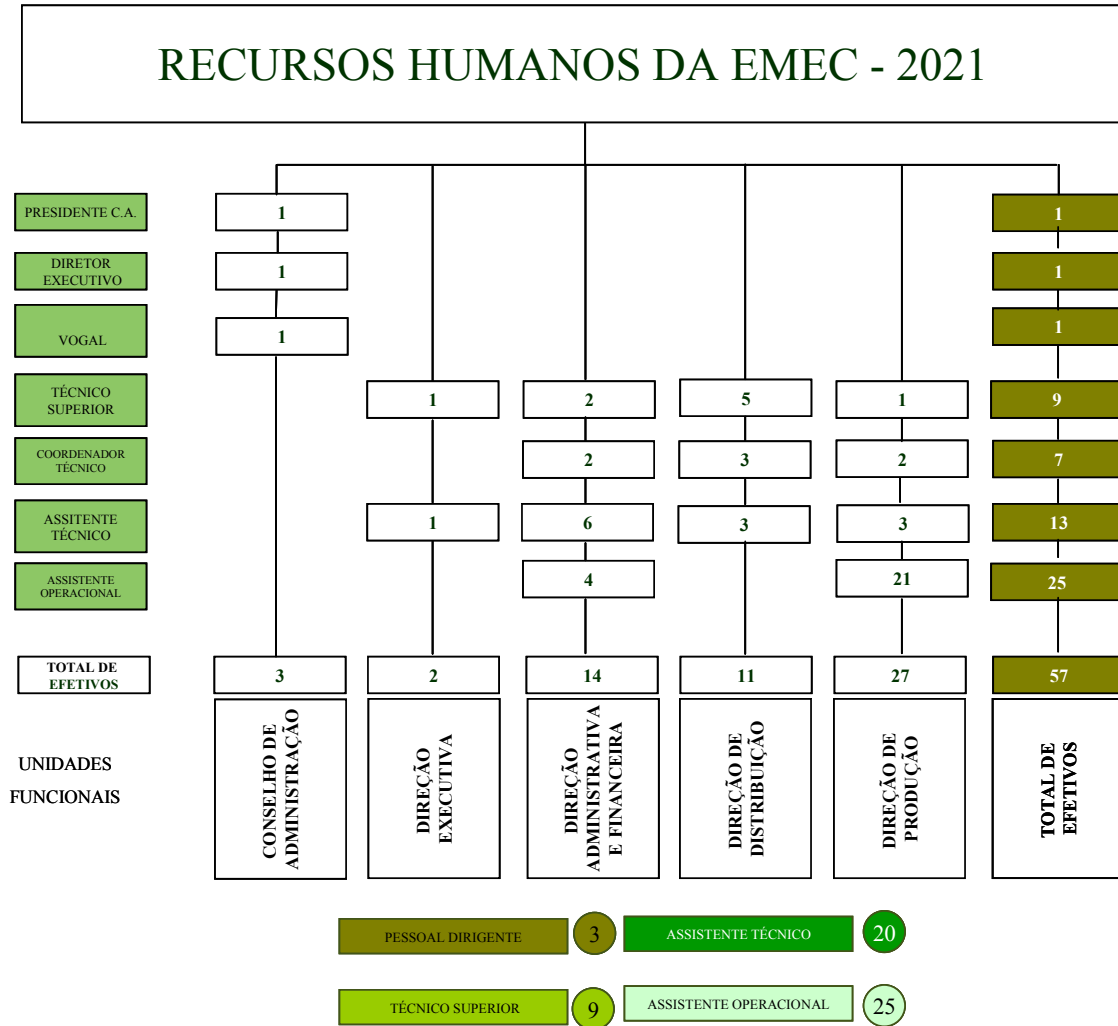 RECURSOS HUMANOS DA EMEC - 2021
PRESIDENTE C.A.
1
1
DIRETOR
EXECUTIVO
1
1
VOGAL
1
1
TÉCNICO
SUPERIOR
1
2
5
1
9
COORDENADOR
TÉCNICO
2
3
2
7
ASSITENTE
TÉCNICO
1
6
3
3
13
ASSISTENTE
OPERACIONAL
4
21
25
TOTAL DE
EFETIVOS
3
2
14
11
27
57
UNIDADES
FUNCIONAIS
CONSELHO DE
ADMINISTRAÇÃO
DIREÇÃO
EXECUTIVA
DIREÇÃO
ADMINISTRATIVA
E FINANCEIRA
DIREÇÃO DE
DISTRIBUIÇÃO
DIREÇÃO DE
PRODUÇÃO
TOTAL DE
EFETIVOS
PESSOAL DIRIGENTE
3
ASSISTENTE TÉCNICO
20
TÉCNICO SUPERIOR
9
ASSISTENTE OPERACIONAL
25